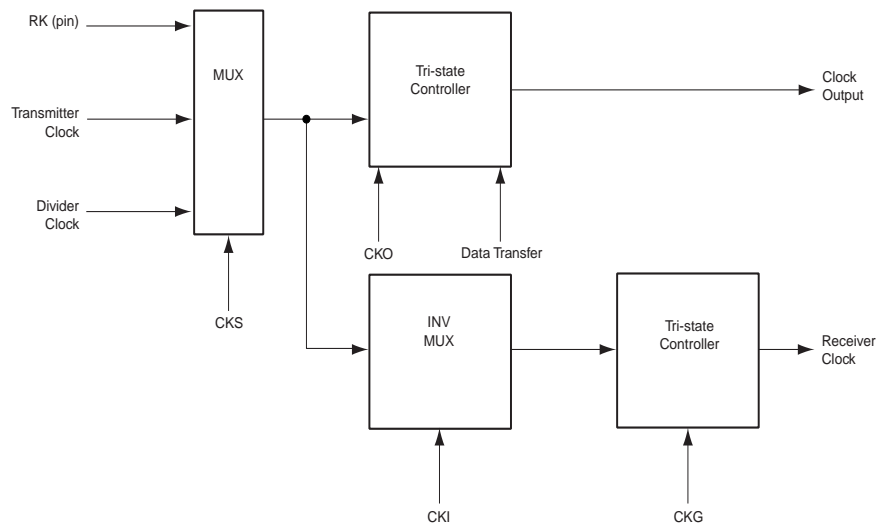 RK (pin)
MUX
Tri-state
Controller
Clock
Output
Transmitter
Clock
Divider
Clock
CKO
Data Transfer
CKS
INV
MUX
Tri-state
Controller
Receiver
Clock
CKI
CKG